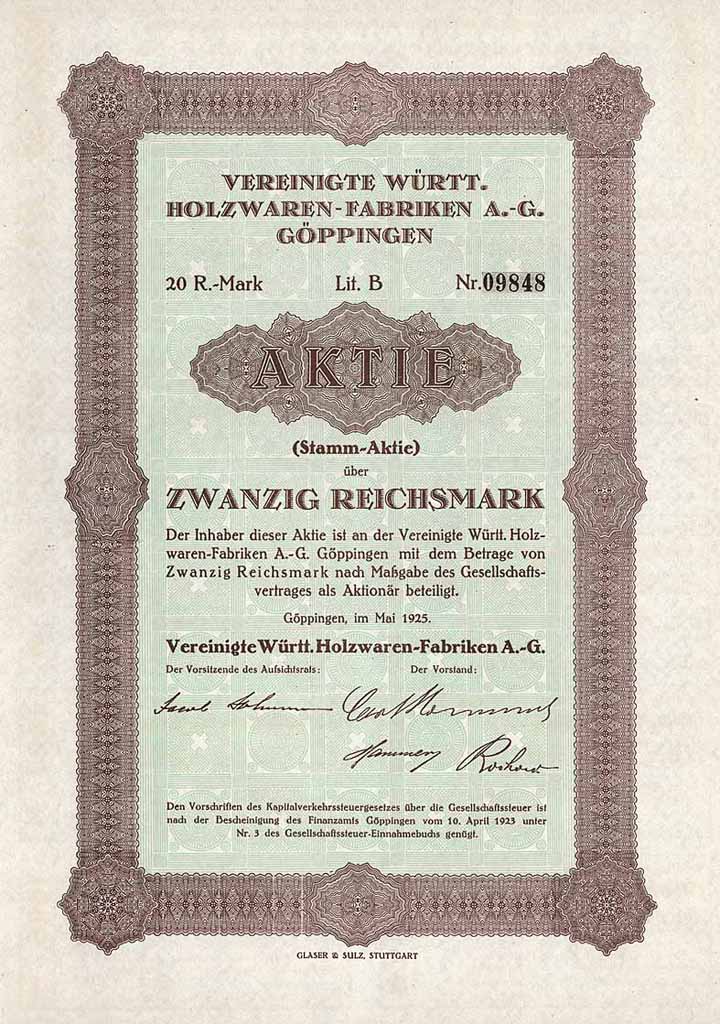 VEREINIGTE WÜRTT.
HOLZWAREN-FABRIKEN A.-G.
GÖPPINGEN
20 R.-Mark Lit. B Nr. 09848
AKTIE
(Stamm-Aktie)
über
ZWANZIG REICHSMARK
Der Inhaber dieser Aktie ist an der Vereinigte Württ. Holz-
waren-Fabriken A.-G. Göppingen mit dem Betrage von
Zwanzig Reichsmark nach Maßgabe des Gesellschafts-
vertrages als Aktionär beteiligt.
Göppingen, im Mai 1925.
Vereinigte Württ. Holzwaren-Fabriken A.-G.
Der Vorsitzende des Aufsichtsrats: Der Vorstand:
Jacob
Den Vorschriften des Kapitalverkehrssteuergesetzes über die Gesellschaftssteuer ist
nach der Bescheinigung des Finanzamts Göppingen vom 10. April 1923 unter
Nr. 3 des Gesellschaftssteuer-Einnahmebuchs genügt.
GLASER & SULZ, STUTTGART